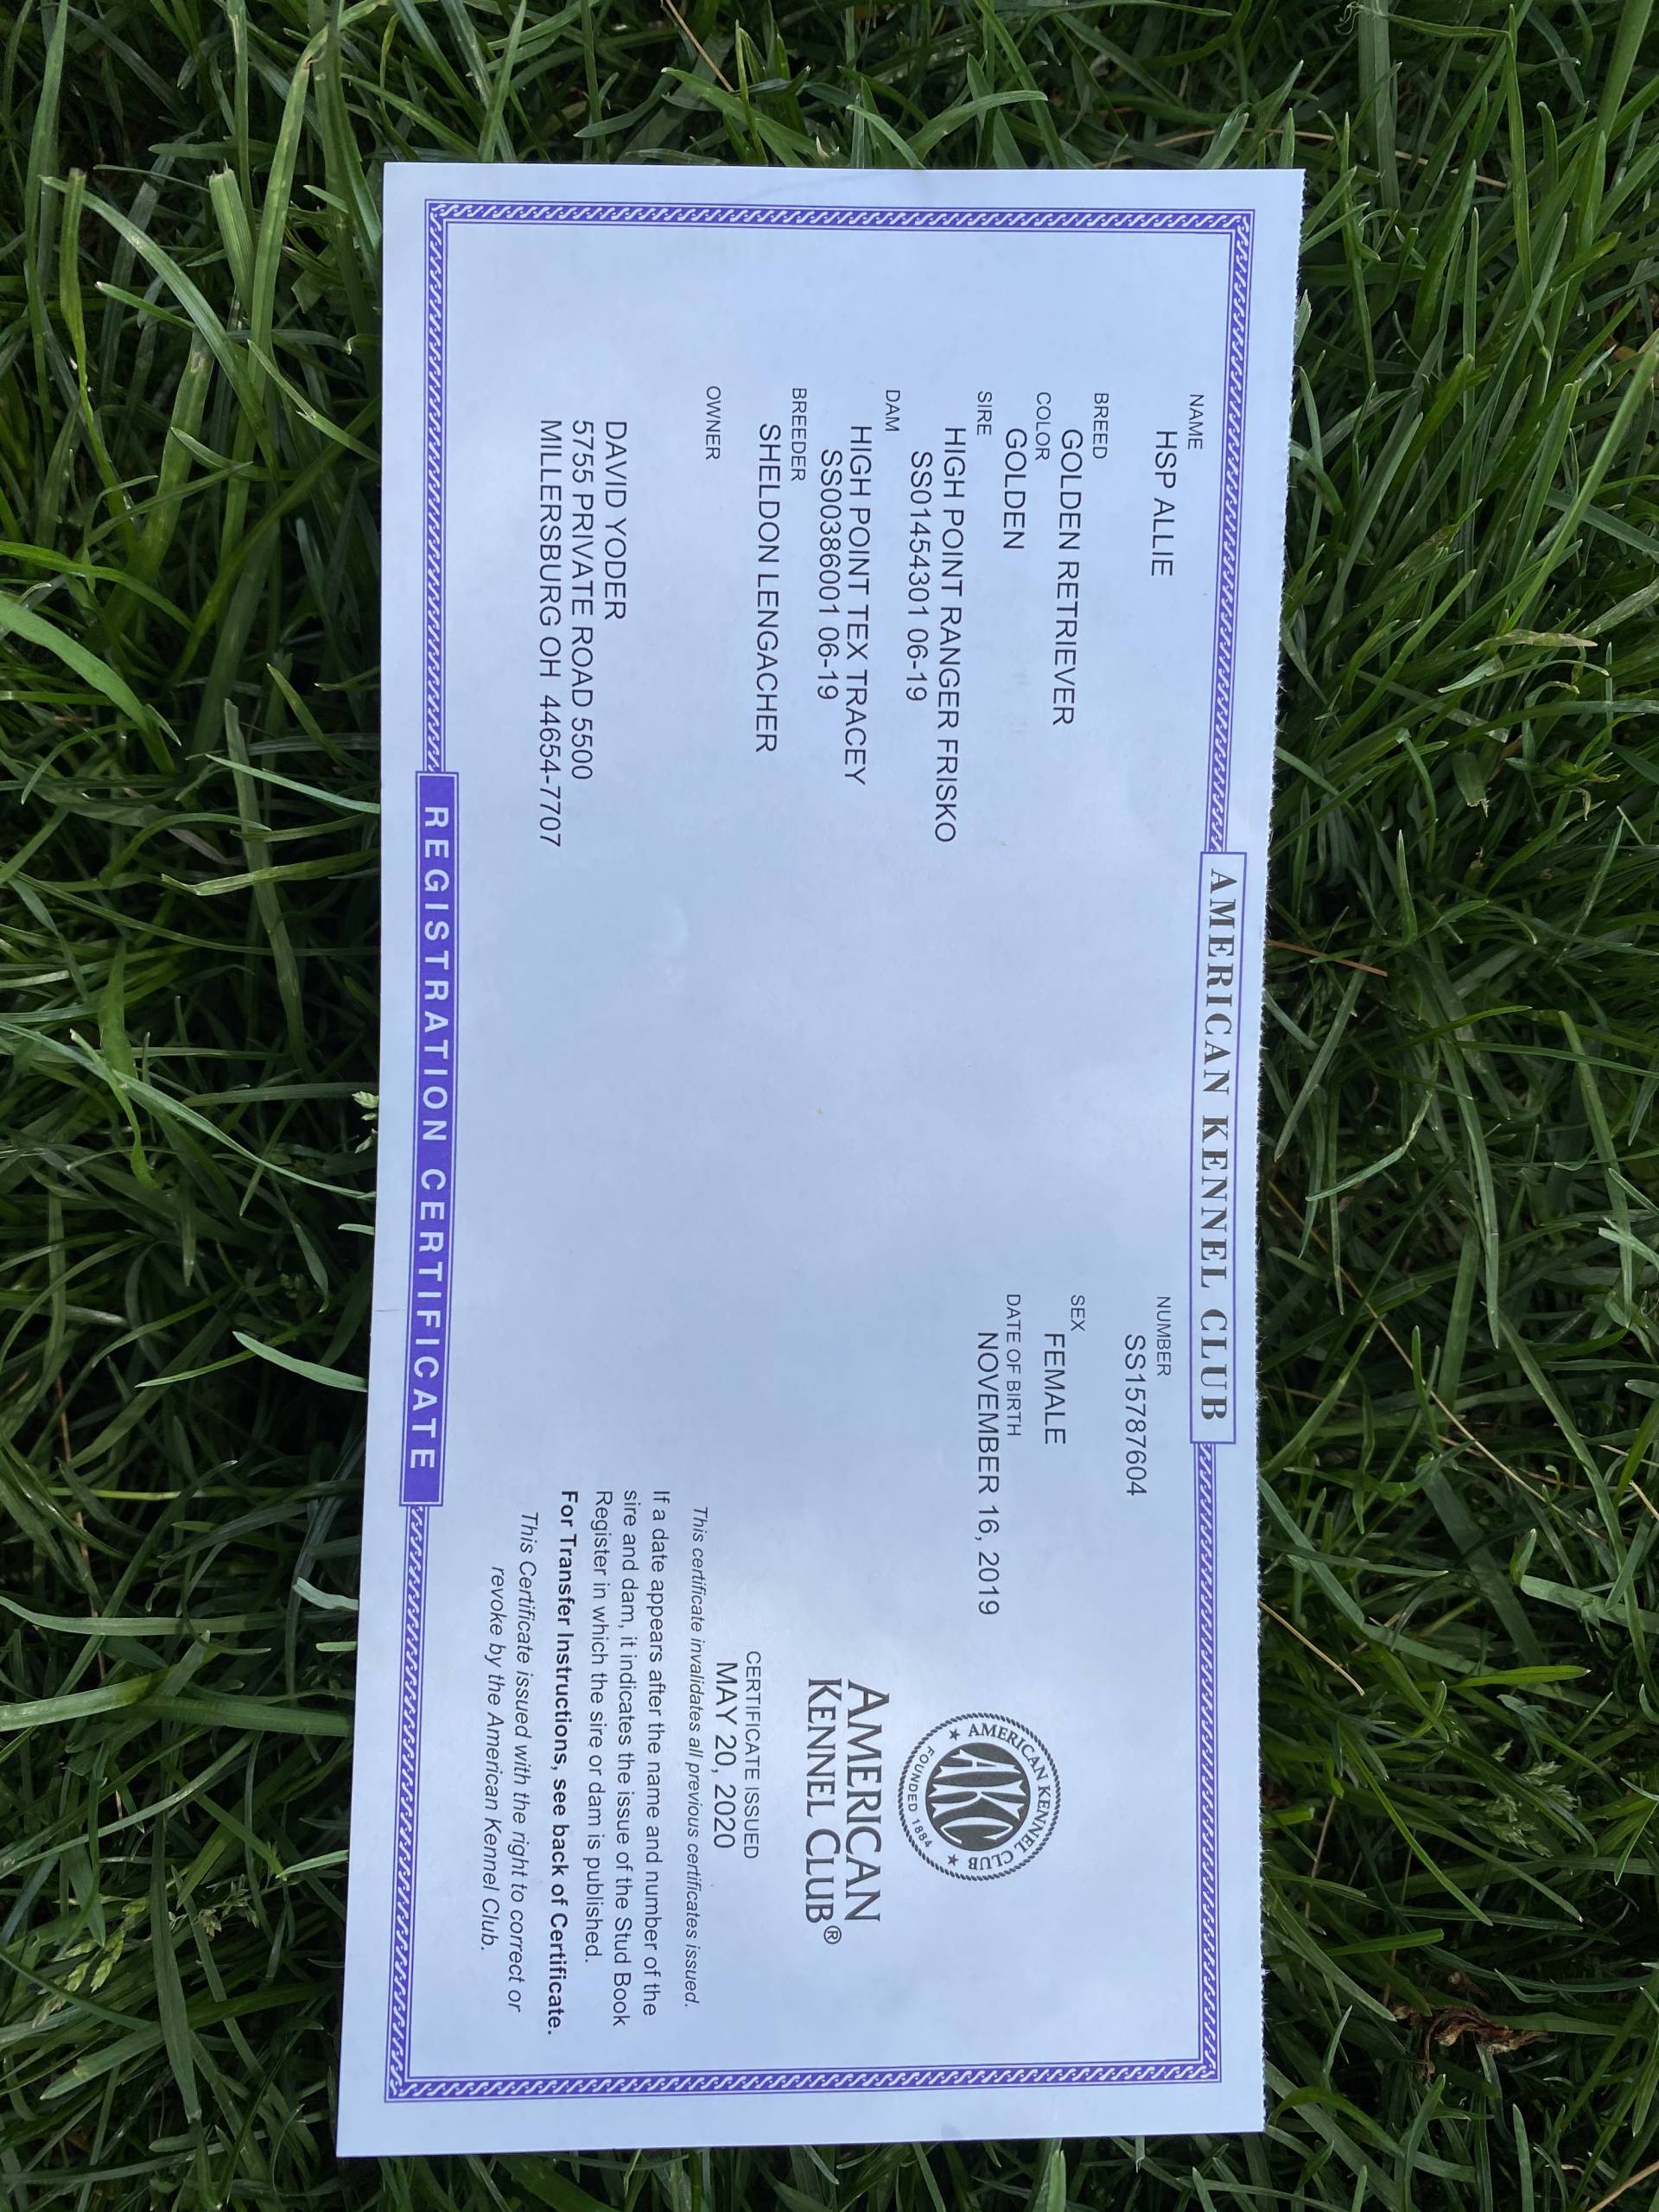 AMERICAN KENNEL CLUB
NAME
HSP ALLIE
NUMBER
SS15787604
BREED
GOLDEN RETRIEVER
SEX
FEMALE
COLOR
GOLDEN
DATE OF BIRTH
NOVEMBER 16, 2019
SIRE
HIGH POINT RANGER FRISKO
SS01454301 06-19
DAM
HIGH POINT TEX TRACEY
SS00386001 06-19
BREEDER
SHELDON LENGACHER
OWNER
DAVID YODER
5755 PRIVATE ROAD 5500
MILLERSBURG OH 44654-7707
AMERICAN KENNEL CLUB
AKC
FOUNDED 1884
AMERICAN
KENNEL CLUB®
CERTIFICATE ISSUED
MAY 20, 2020
This certificate invalidates all previous certificates issued.
If a date appears after the name and number of the
sire and dam, it indicates the issue of the Stud Book
Register in which the sire or dam is published.
For Transfer Instructions, see back of Certificate.
This Certificate issued with the right to correct or
revoke by the American Kennel Club.
REGISTRATION CERTIFICATE